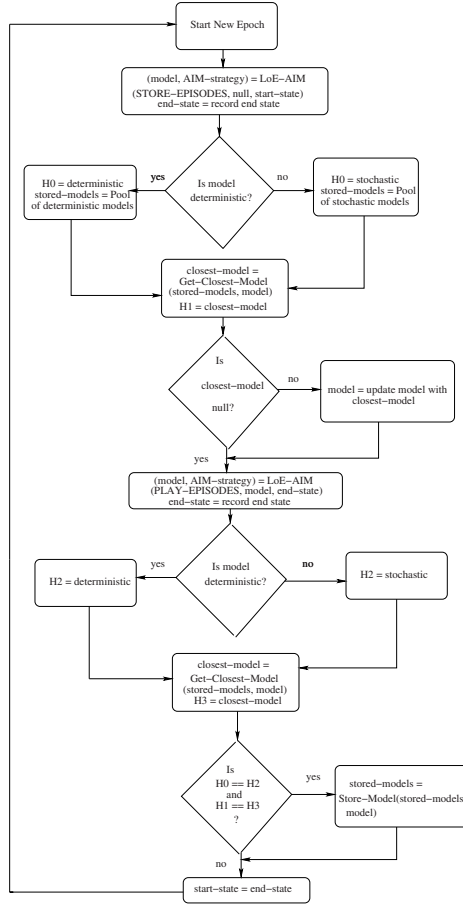 Start New Epoch
(model, AIM−strategy) = LoE−AIM
(STORE−EPISODES, null, start−state)
end−state = record end state
Is model
deterministic?
yes
no
H0 = deterministic
stored−models = Pool
of deterministic models
H0 = stochastic
stored−models = Pool
of stochastic models
closest−model =
Get−Closest−Model
(stored−models, model)
H1 = closest−model
Is
closest−model
null?
no
model = update model with
closest−model
yes
(model, AIM−strategy) = LoE−AIM
(PLAY−EPISODES, model, end−state)
end−state = record end state
Is model
deterministic?
yes
no
H2 = deterministic
H2 = stochastic
closest−model =
Get−Closest−Model
(stored−models, model)
H3 = closest−model
Is
H0 == H2
and
H1 == H3
?
yes
stored−models =
Store−Model(stored−models
model)
no
start−state = end−state